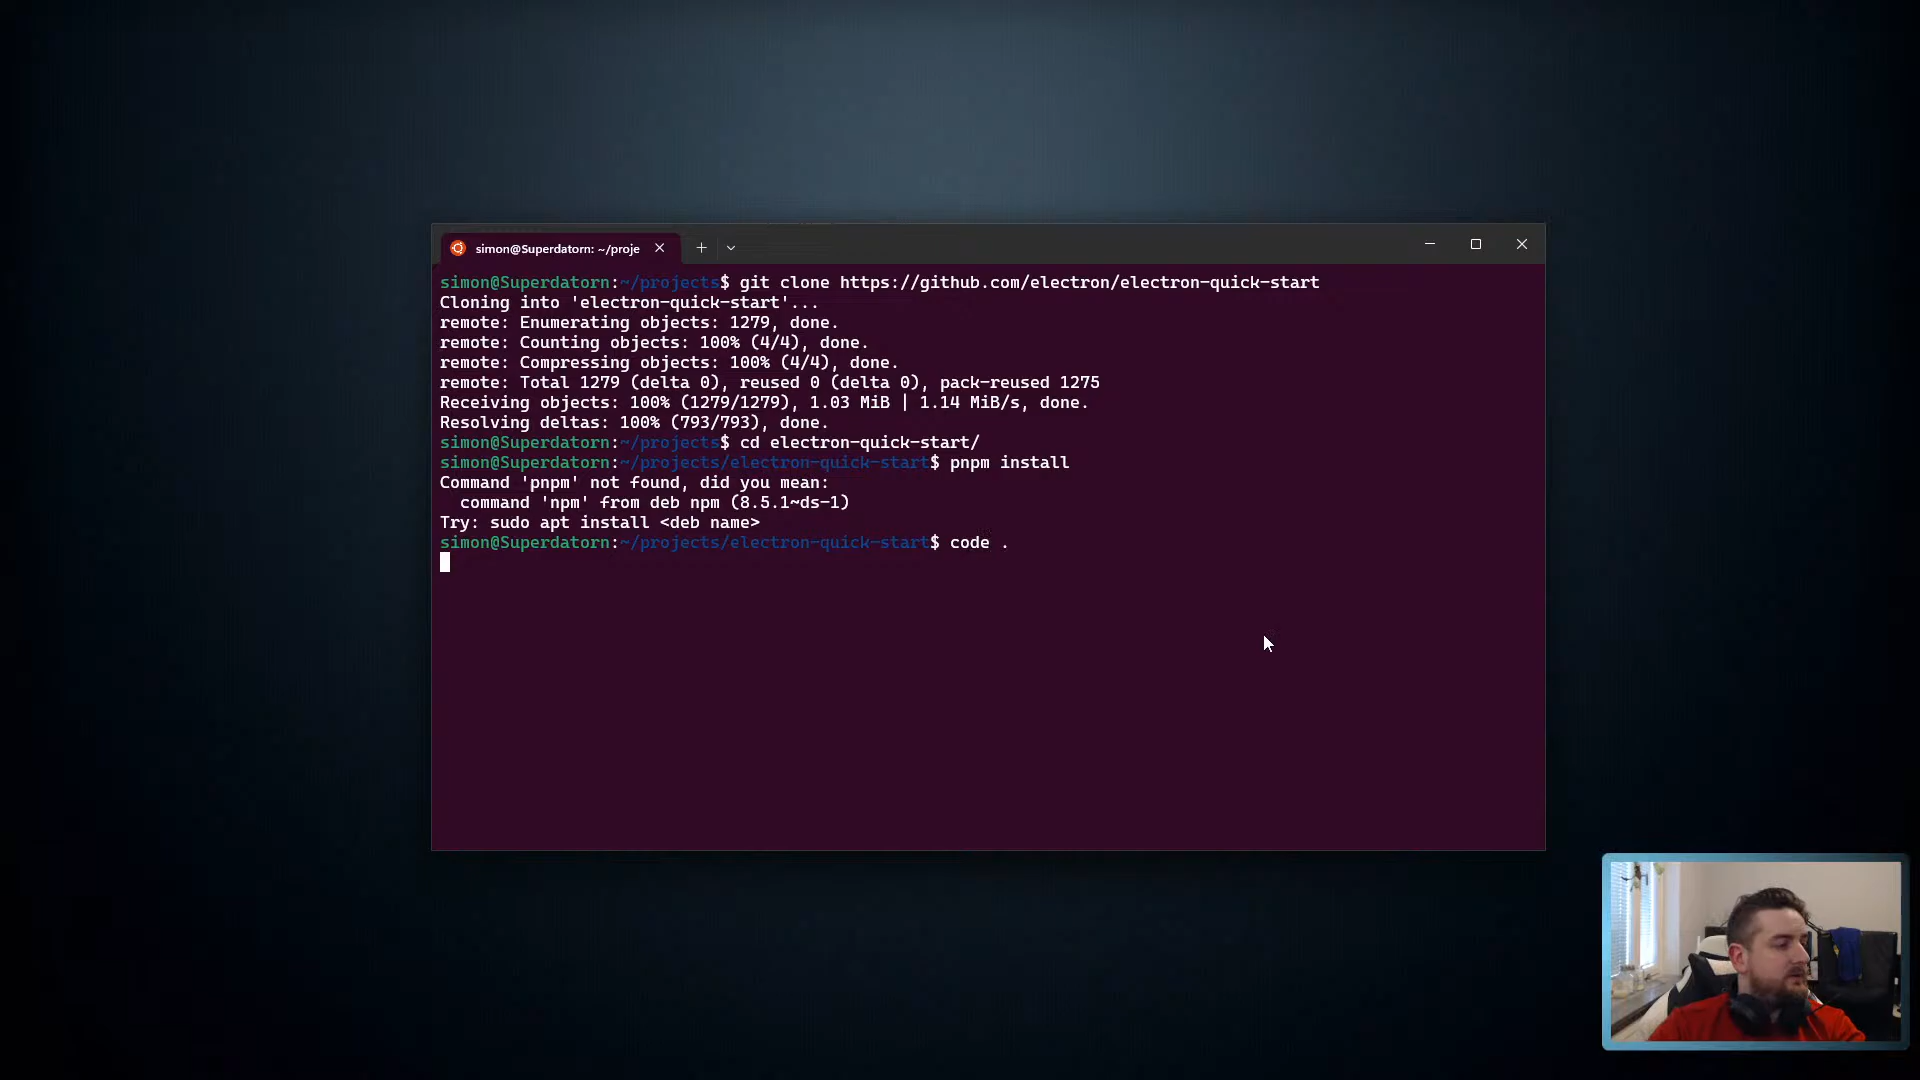 simon@Superdatorn: ~/proje
simon@Superdatorn:~/projects$ git clone https://github.com/electron/electron-quick-start
Cloning into 'electron-quick-start'...
remote: Enumerating objects: 1279, done.
remote: Counting objects: 100% (4/4), done.
remote: Compressing objects: 100% (4/4), done.
remote: Total 1279 (delta 0), reused 0 (delta 0), pack-reused 1275
Receiving objects: 100% (1279/1279), 1.03 MiB | 1.14 MiB/s, done.
Resolving deltas: 100% (793/793), done.
simon@Superdatorn:~/projects$ cd electron-quick-start/
simon@Superdatorn:~/projects/electron-quick-start$ pnpm install
Command 'pnpm' not found, did you mean:
  command 'npm' from deb npm (8.5.1~ds-1)
Try: sudo apt install <deb name>
simon@Superdatorn:~/projects/electron-quick-start$ code .